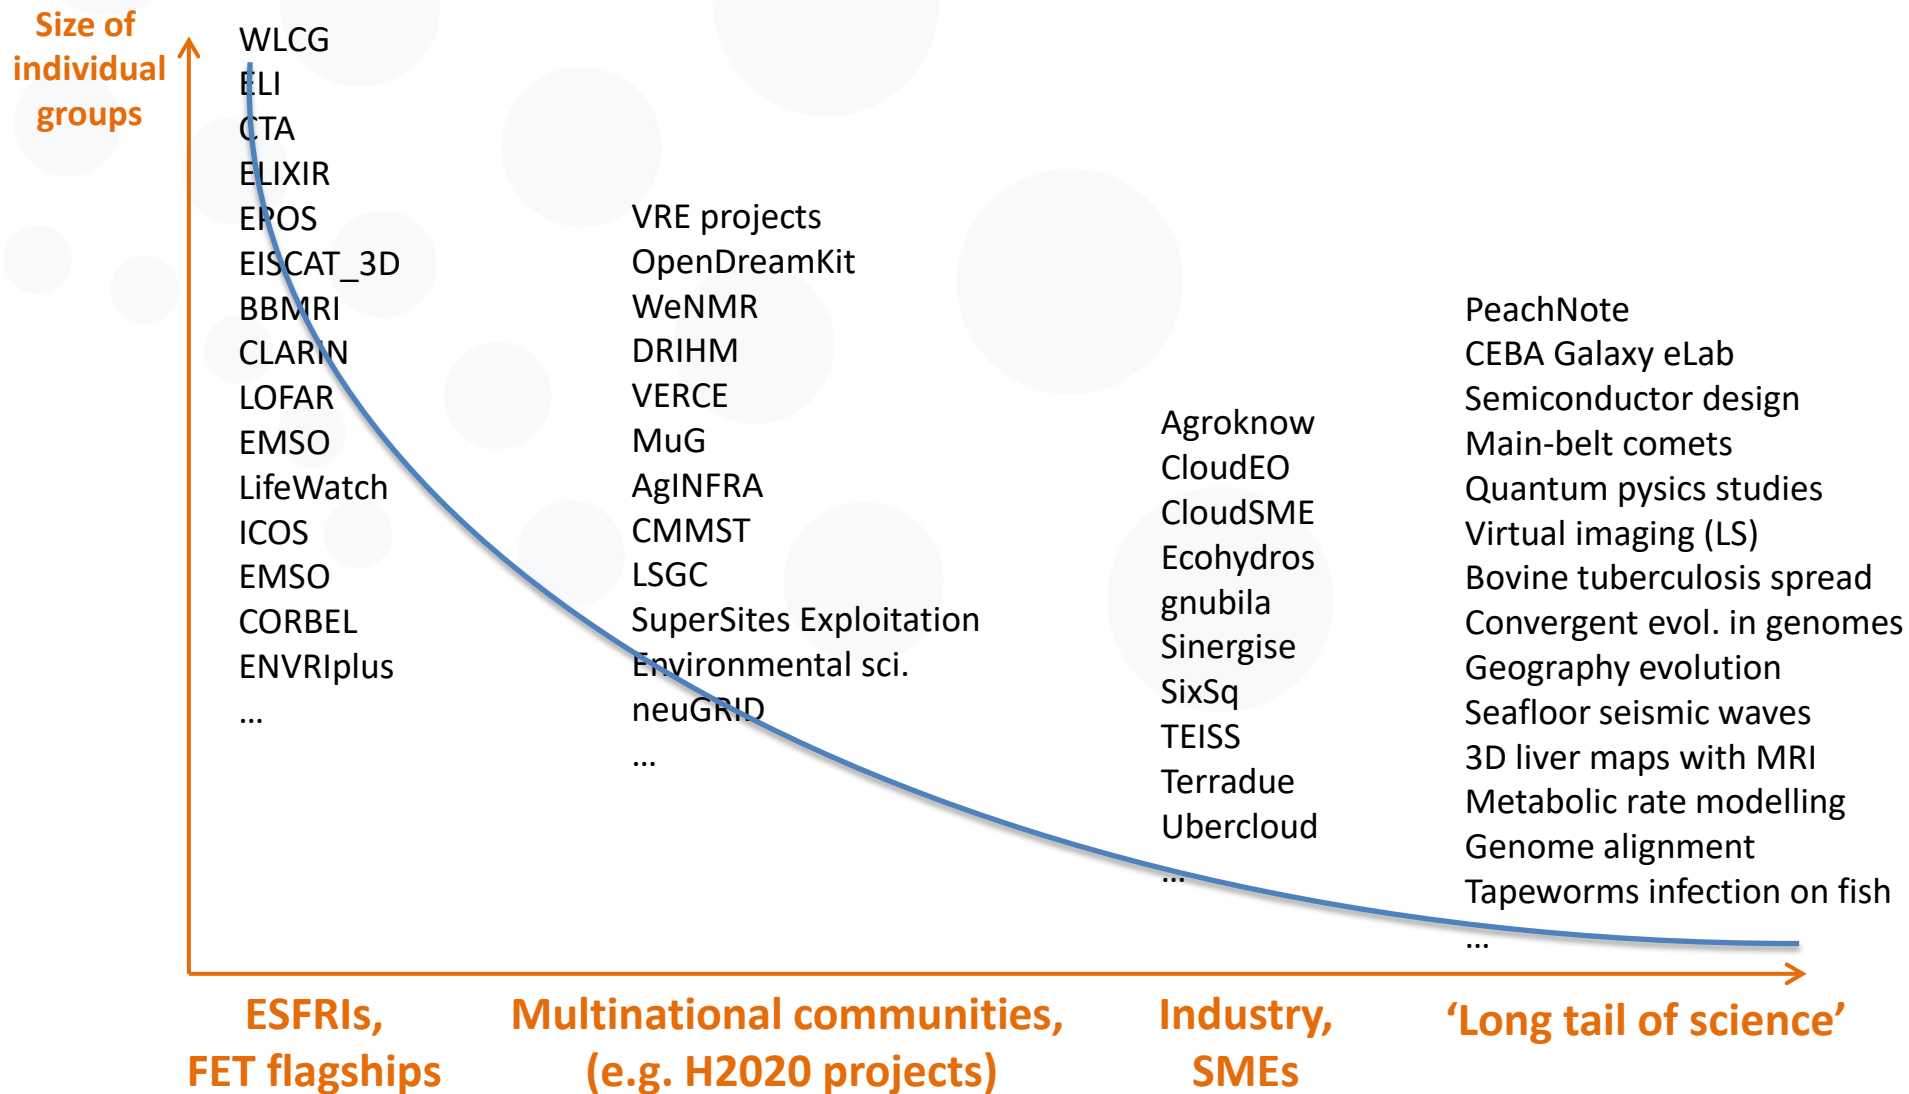 Size of
individual
groups
WLCG
ELI
CTA
ELIXIR
EPOS
EISCAT_3D
BBMRI
CLARIN
LOFAR
EMSO
LifeWatch
ICOS
EMSO
CORBEL
ENVRIplus
...
VRE projects
OpenDreamKit
WeNMR
DRIHM
VERCE
MuG
AgINFRA
CMMST
LSGC
SuperSites Exploitation
Environmental sci.
neuGRID
...
Agroknow
CloudEO
CloudSME
Ecohydros
gnubila
Sinergise
SixSq
TEISS
Terradue
Ubercloud
...
PeachNote
CEBA Galaxy eLab
Semiconductor design
Main-belt comets
Quantum pysics studies
Virtual imaging (LS)
Bovine tuberculosis spread
Convergent evol. in genomes
Geography evolution
Seafloor seismic waves
3D liver maps with MRI
Metabolic rate modelling
Genome alignment
Tapeworms infection on fish
...
ESFRIs,
FET flagships
Multinational communities,
(e.g. H2020 projects)
Industry,
SMEs
‘Long tail of science’